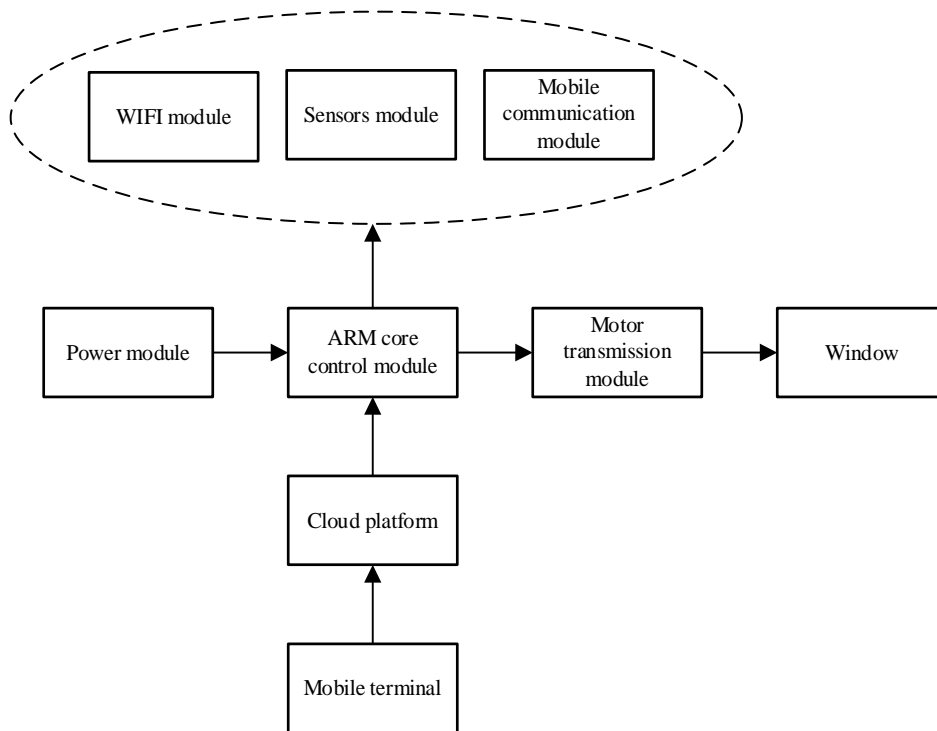 WIFI module
Sensors module
Mobile
communication
module
Power module
ARM core
control module
Motor
transmission
module
Window
Cloud platform
Mobile terminal